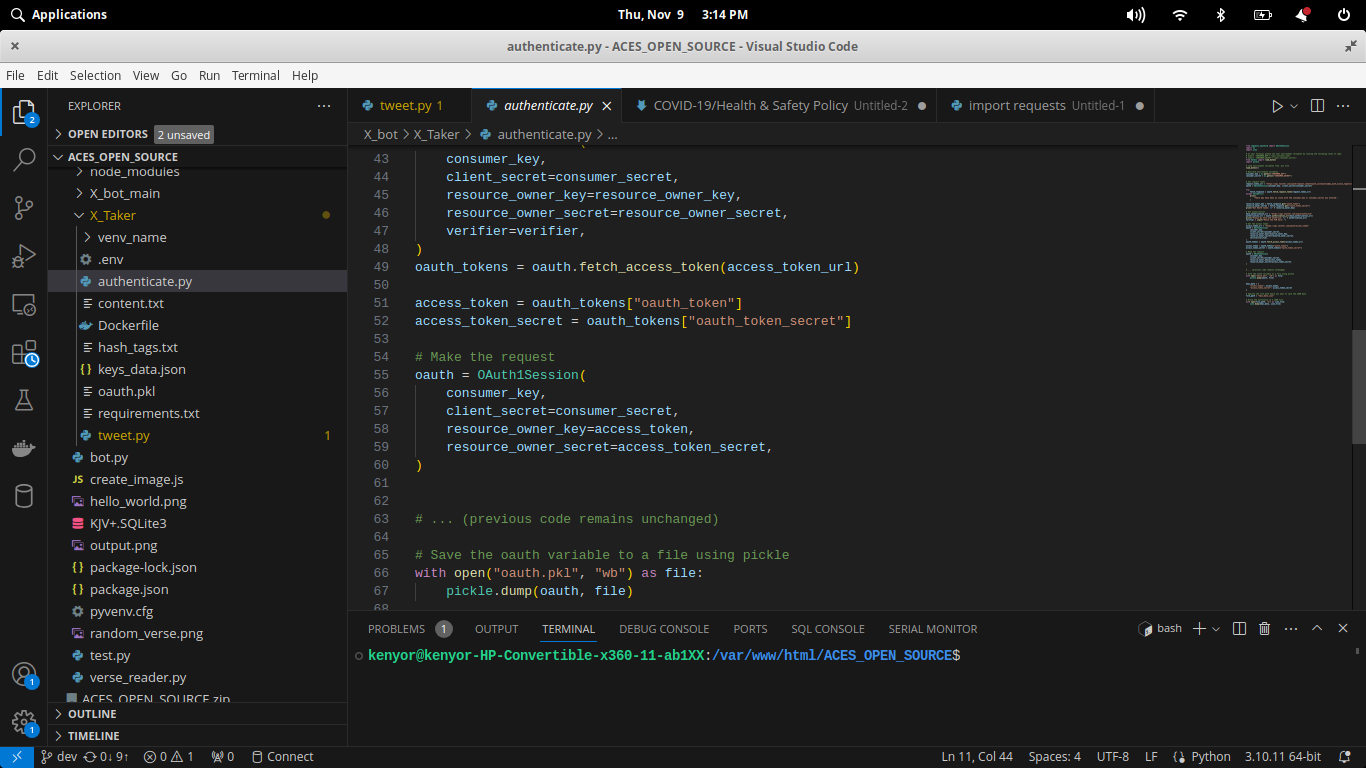 Applications
Thu, Nov 9 3:14 PM
authenticate.py - ACES_OPEN_SOURCE - Visual Studio Code
File Edit Selection View Go Run Terminal Help
EXPLORER
OPEN EDITORS 2 unsaved
ACES_OPEN_SOURCE
node_modules
X_bot_main
X_Taker
venv_name
.env
authenticate.py
content.txt
Dockerfile
hash_tags.txt
keys_data.json
oauth.pkl
requirements.txt
tweet.py 1
bot.py
create_image.js
hello_world.png
KJV+.SQLite3
output.png
package-lock.json
package.json
pyvenv.cfg
random_verse.png
test.py
verse_reader.py
ACES_OPEN_SOURCE.zip
OUTLINE
TIMELINE
2
1
1
tweet.py 1 authenticate.py COVID-19/Health & Safety Policy Untitled-2 import requests Untitled-1
X_bot > X_Taker > authenticate.py > ...
43 consumer_key,
44 client_secret=consumer_secret,
45 resource_owner_key=resource_owner_key,
46 resource_owner_secret=resource_owner_secret,
47 verifier=verifier,
48 )
49 oauth_tokens = oauth.fetch_access_token(access_token_url)
50
51 access_token = oauth_tokens["oauth_token"]
52 access_token_secret = oauth_tokens["oauth_token_secret"]
53
54 # Make the request
55 oauth = OAuth1Session(
56 consumer_key,
57 client_secret=consumer_secret,
58 resource_owner_key=access_token,
59 resource_owner_secret=access_token_secret,
60 )
61
62
63 # ... (previous code remains unchanged)
64
65 # Save the oauth variable to a file using pickle
66 with open("oauth.pkl", "wb") as file:
67 pickle.dump(oauth, file)
68
PROBLEMS 1 OUTPUT TERMINAL DEBUG CONSOLE PORTS SQL CONSOLE SERIAL MONITOR bash
kenyor@kenyor-HP-Convertible-x360-11-ab1XX:/var/www/html/ACES_OPEN_SOURCE$
dev 0↓ 9↑ 0 1 0 Connect Ln 11, Col 44 Spaces: 4 UTF-8 LF Python 3.10.11 64-bit